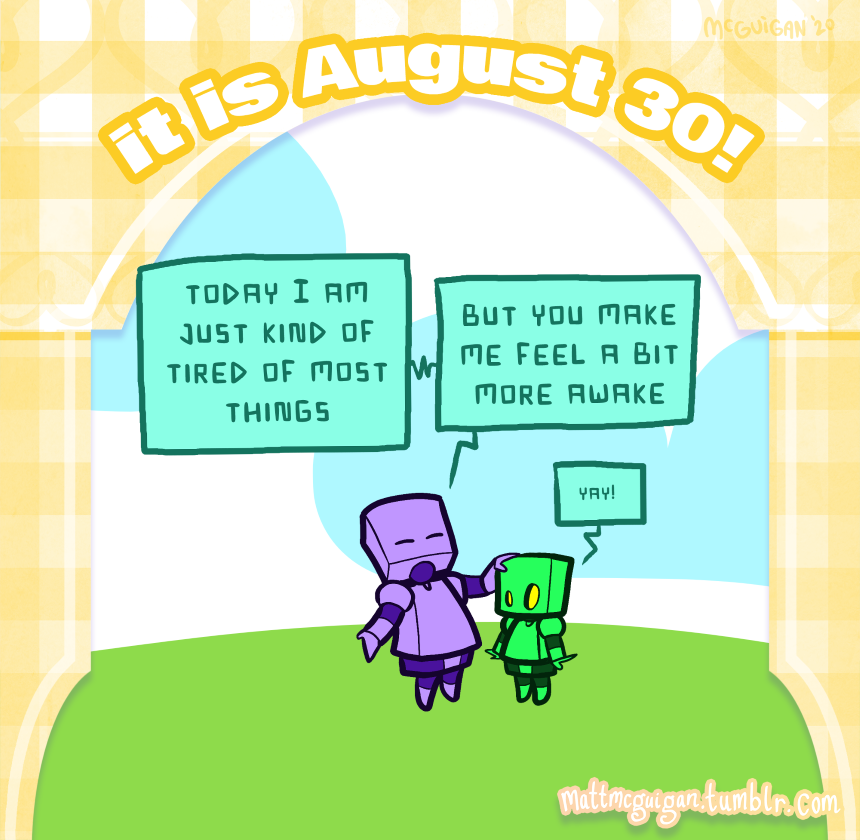 McGUiGAN '20
it is August 30!
TODAY I AM
JUST KIND OF
TIRED OF MOST
THINGS
BUT YOU MAKE
ME FEEL A BIT
MORE AWAKE
YAY!
mattmcguigan.tumblr.com